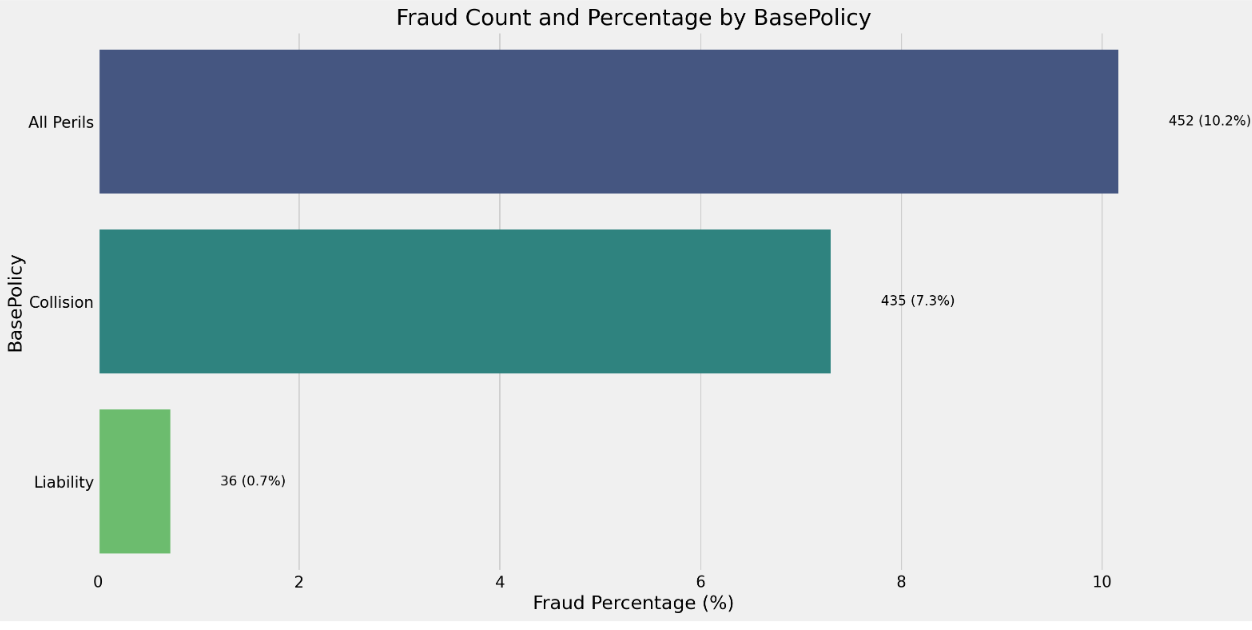 Fraud Count and Percentage by BasePolicy
BasePolicy
All Perils
452 (10.2%)
Collision
435 (7.3%)
Liability
36 (0.7%)
0 2 4 6 8 10
Fraud Percentage (%)